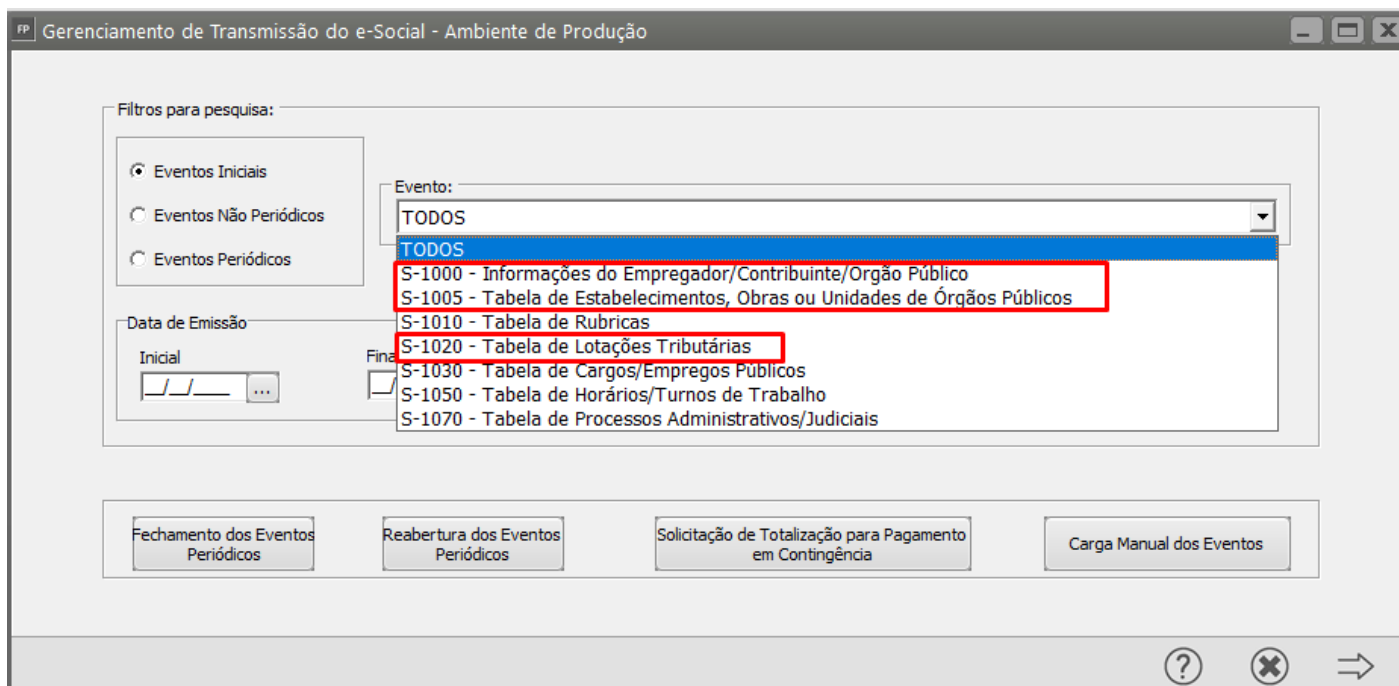 FP Gerenciamento de Transmissão do e-Social - Ambiente de Produção
Filtros para pesquisa:
Eventos Iniciais
Eventos Não Periódicos
Eventos Periódicos
Evento:
TODOS
TODOS
S-1000 - Informações do Empregador/Contribuinte/Orgão Público
S-1005 - Tabela de Estabelecimentos, Obras ou Unidades de Órgãos Públicos
S-1010 - Tabela de Rubricas
S-1020 - Tabela de Lotações Tributárias
S-1030 - Tabela de Cargos/Empregos Públicos
S-1050 - Tabela de Horários/Turnos de Trabalho
S-1070 - Tabela de Processos Administrativos/Judiciais
Data de Emissão
Inicial
Fina
__/__/____ ...
__/
Fechamento dos Eventos
Periódicos
Reabertura dos Eventos
Periódicos
Solicitação de Totalização para Pagamento
em Contingência
Carga Manual dos Eventos
?